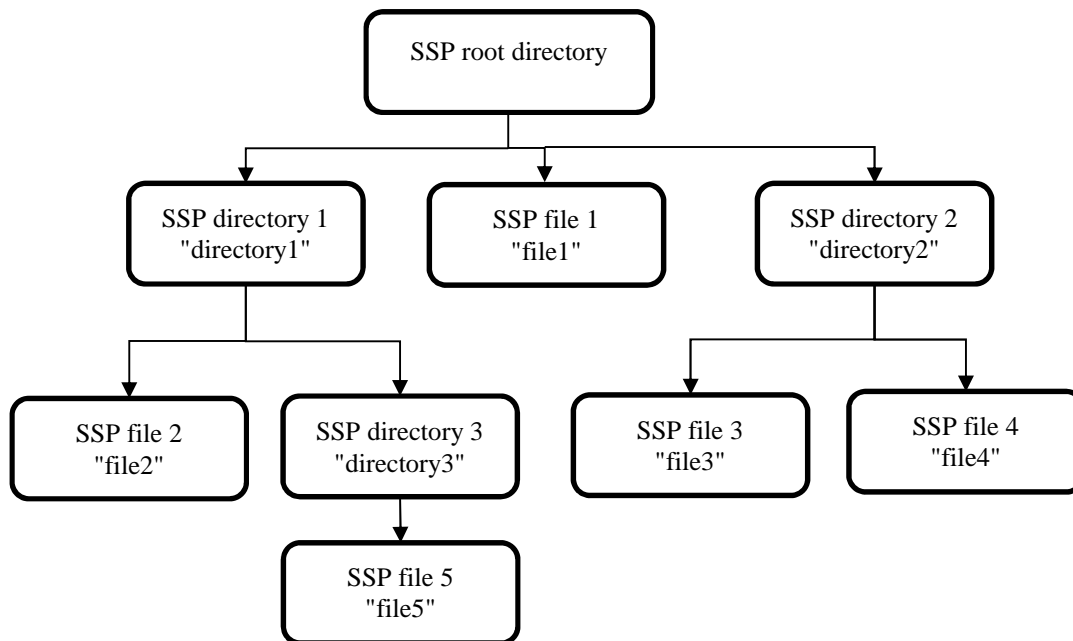 SSP root directory
SSP directory 1
"directory1"
SSP file 1
"file1"
SSP directory 2
"directory2"
SSP file 2
"file2"
SSP directory 3
"directory3"
SSP file 3
"file3"
SSP file 4
"file4"
SSP file 5
"file5"